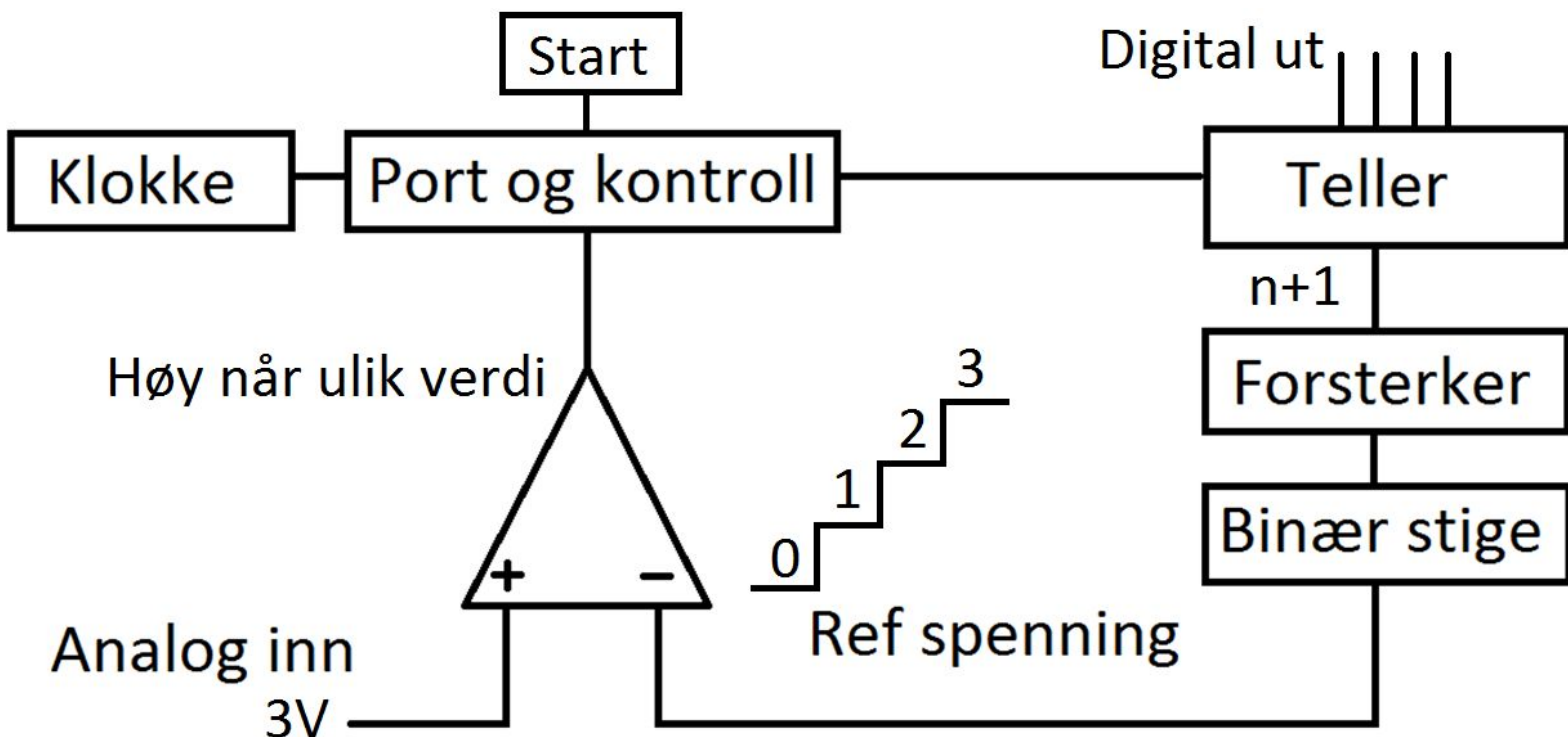 Start
Digital ut
Klokke
Port og kontroll
Teller
n+1
Høy når ulik verdi
3
2
1
0
Forsterker
Binær stige
+
−
Ref spenning
Analog inn
3V